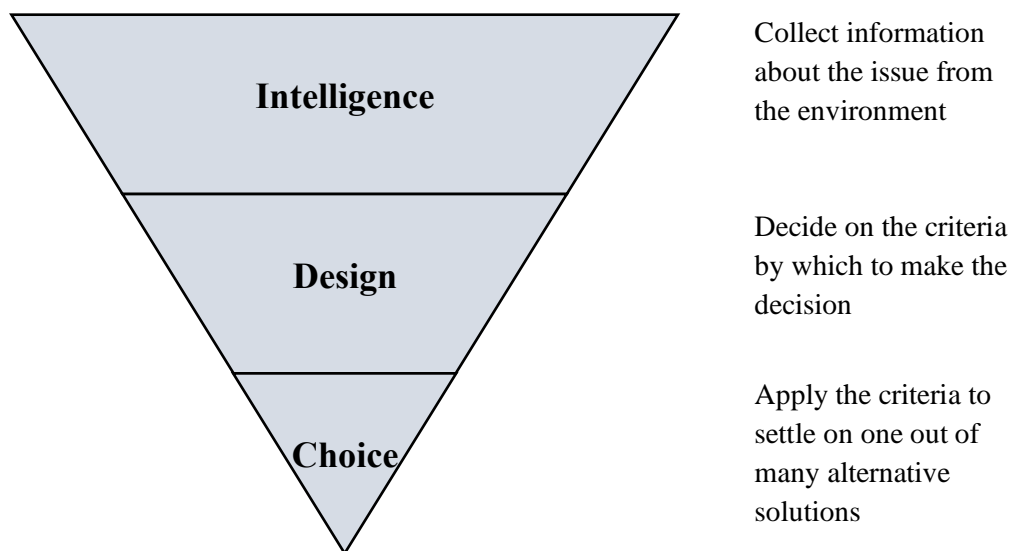 Intelligence
Collect information
about the issue from
the environment
Design
Decide on the criteria
by which to make the
decision
Choice
Apply the criteria to
settle on one out of
many alternative
solutions